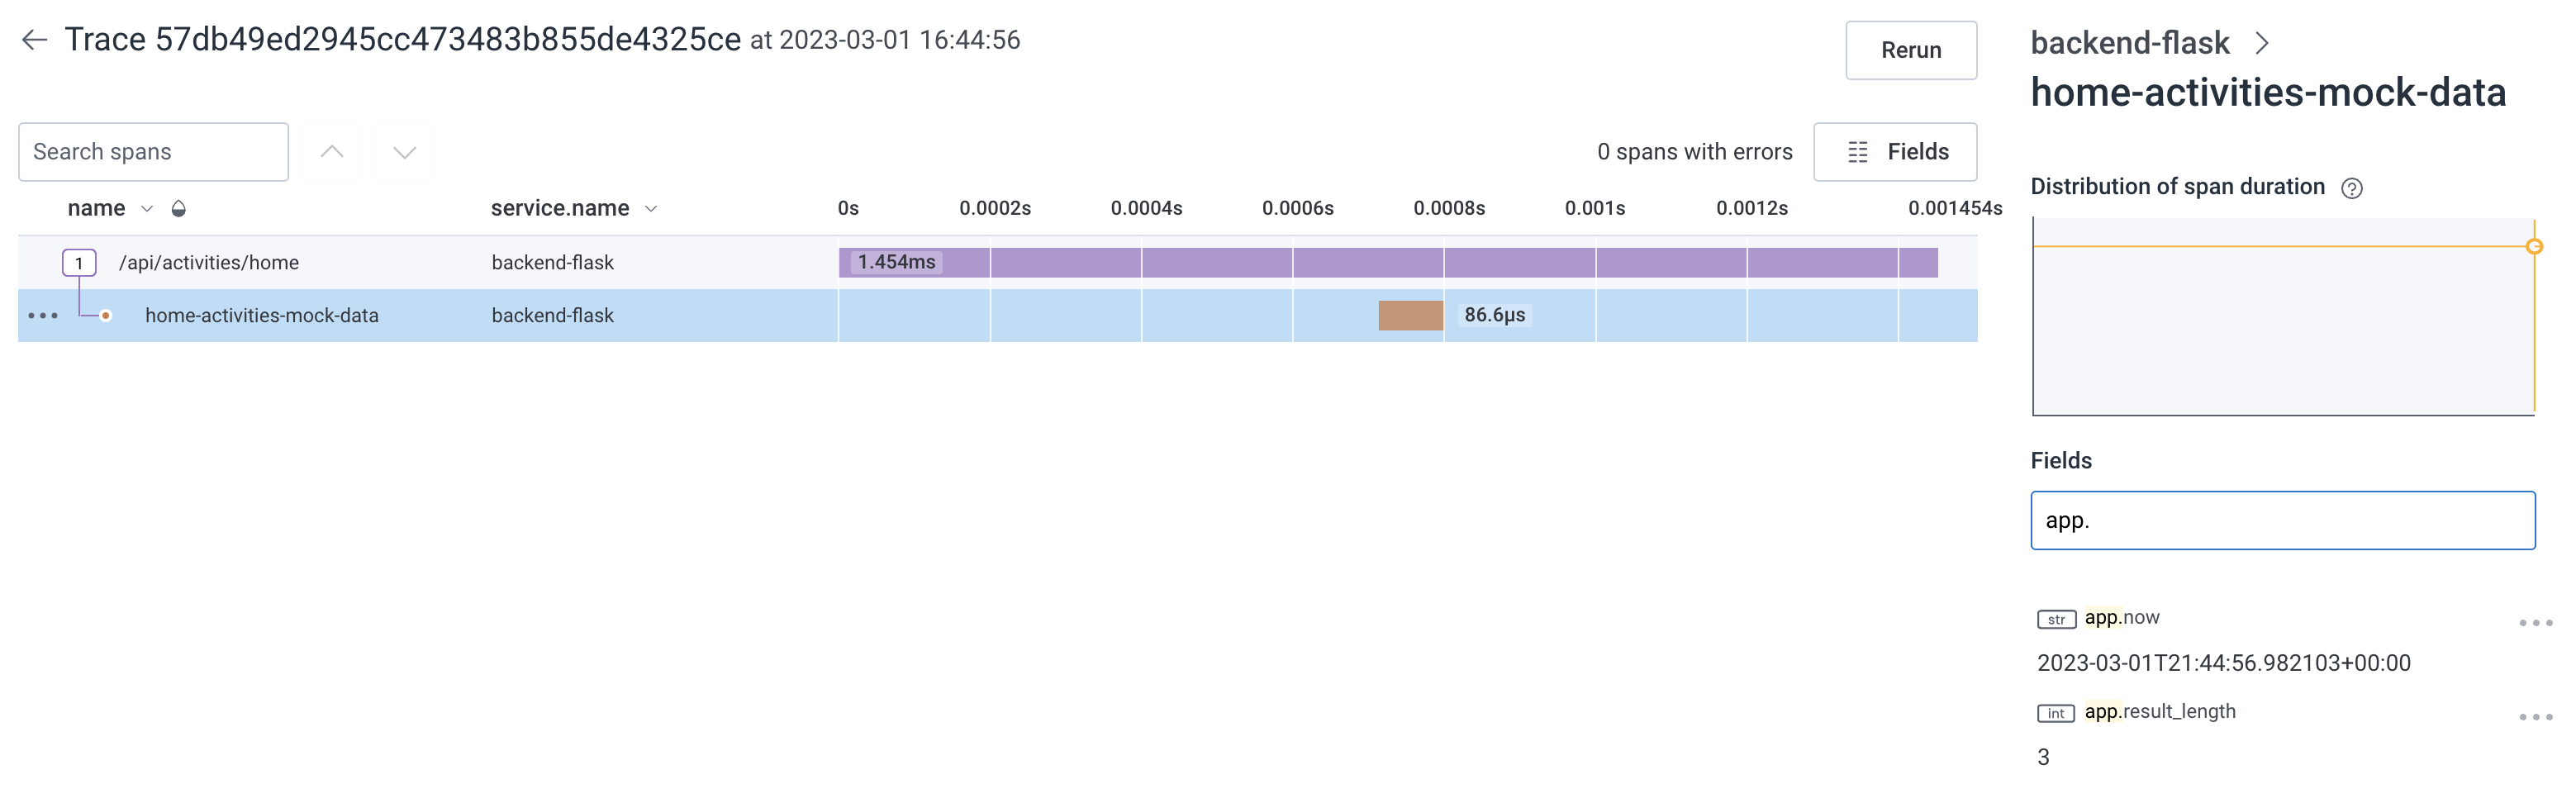 Trace 57db49ed2945cc473483b855de4325ce at 2023-03-01 16:44:56
Rerun
Search spans
0 spans with errors
Fields
name service.name 0s 0.0002s 0.0004s 0.0006s 0.0008s 0.001s 0.0012s 0.001454s
1 /api/activities/home backend-flask 1.454ms
home-activities-mock-data backend-flask 86.6μs
backend-flask
home-activities-mock-data
Distribution of span duration ?
Fields
app.
str app.now
2023-03-01T21:44:56.982103+00:00
int app.result_length
3